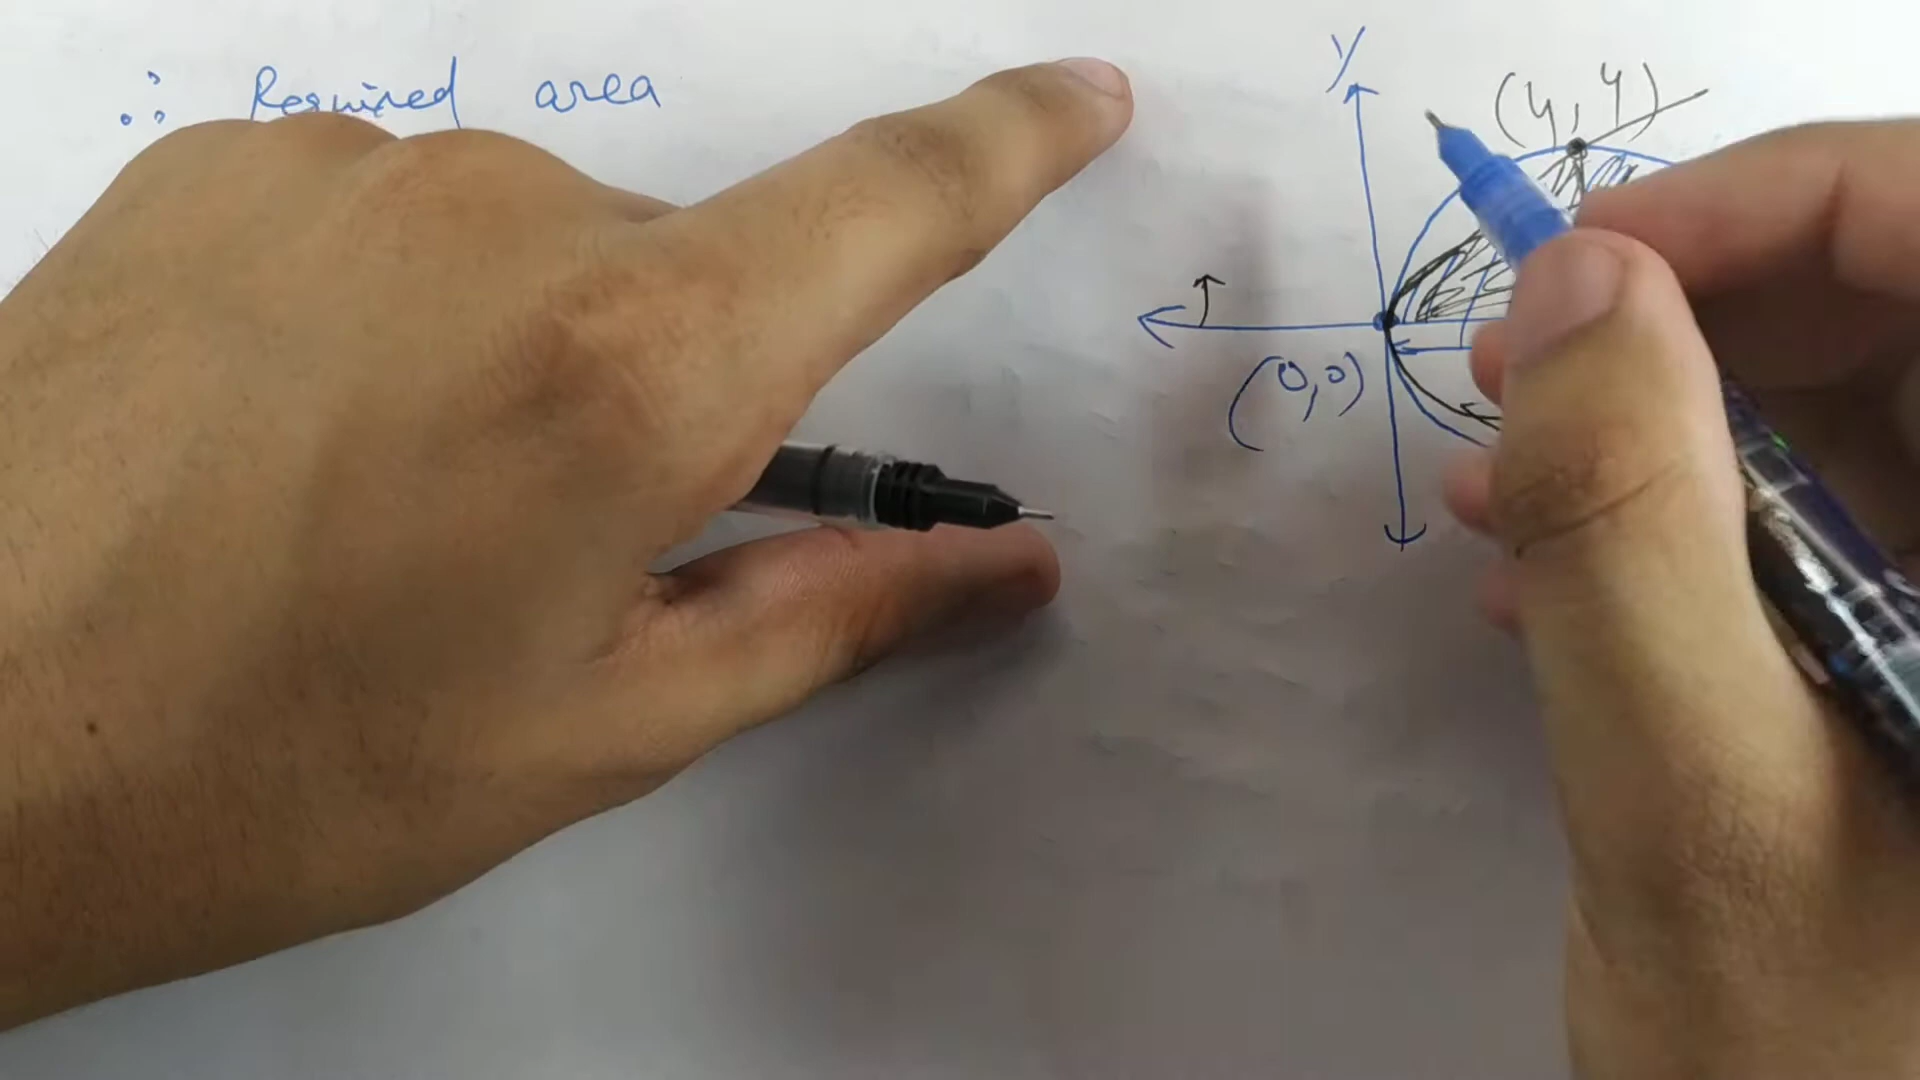 ∴ Required area
Y
(4, 4)
(0,0)